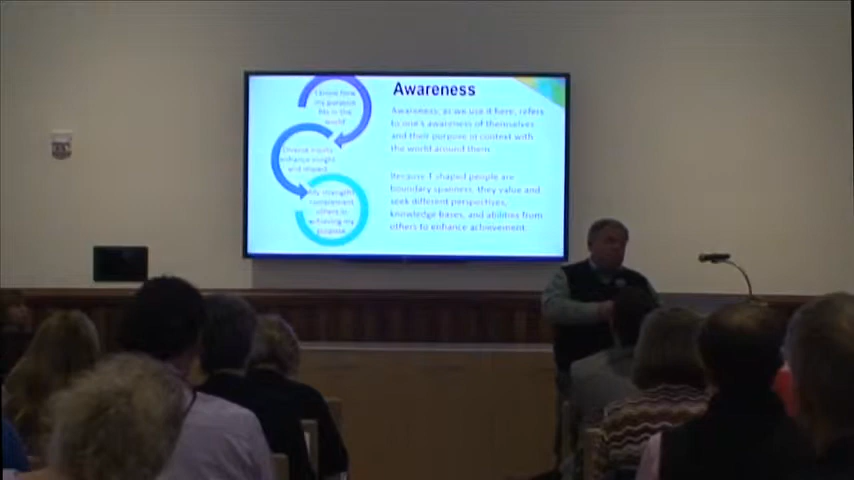 Awareness
I know how
my purpose
fits in the
world
Awareness, as we use it here, refers
to one's awareness of themselves
and their purpose in context with
the world around them.
Diverse inputs
enhance insight
and impact
Because T shaped people are
boundary spanners, they value and
seek different perspectives,
knowledge bases, and abilities from
others to enhance achievement.
My strengths
complement
others in
achieving my
purpose